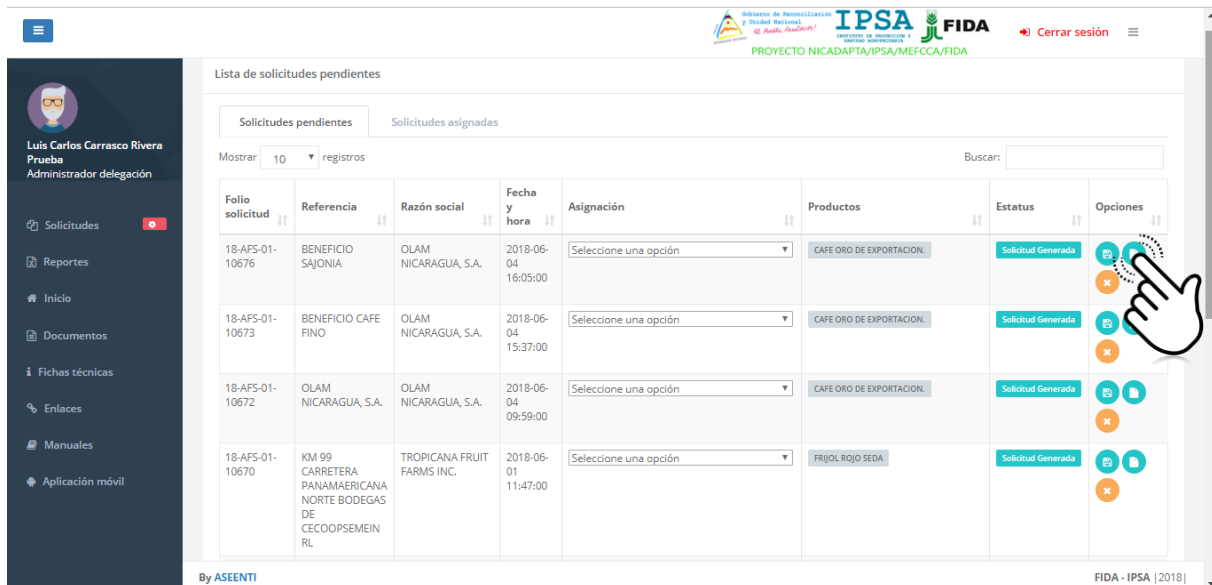 Gobierno de Reconciliación
y Unidad Nacional
El Pueblo, Presidente!
IPSA
INSTITUTO DE PROTECCIÓN Y
SANIDAD AGROPECUARIA
FIDA
PROYECTO NICADAPTA/IPSA/MEFCCA/FIDA
Cerrar sesión
Luis Carlos Carrasco Rivera
Prueba
Administrador delegación
Solicitudes
Reportes
Inicio
Documentos
Fichas técnicas
Enlaces
Manuales
Aplicación móvil
Lista de solicitudes pendientes
Solicitudes pendientes Solicitudes asignadas
Mostrar 10 registros Buscar:
Folio solicitud Referencia Razón social Fecha y hora Asignación Productos Estatus Opciones
18-AFS-01- BENEFICIO OLAM 2018-06- Seleccione una opción CAFE ORO DE EXPORTACION. Solicitud Generada
10676 SAJONIA NICARAGUA, S.A. 04
16:05:00
18-AFS-01- BENEFICIO CAFE OLAM 2018-06- Seleccione una opción CAFE ORO DE EXPORTACION. Solicitud Generada
10673 FINO NICARAGUA, S.A. 04
15:37:00
18-AFS-01- OLAM OLAM 2018-06- Seleccione una opción CAFE ORO DE EXPORTACION. Solicitud Generada
10672 NICARAGUA, S.A. NICARAGUA, S.A. 04
09:59:00
18-AFS-01- KM 99 TROPICANA FRUIT 2018-06- Seleccione una opción FRIJOL ROJO SEDA Solicitud Generada
10670 CARRETERA FARMS INC. 01
PANAMAERICANA 11:47:00
NORTE BODEGAS
DE
CECOOPSEMEIN
RL
By ASEENTI FIDA - IPSA |2018|